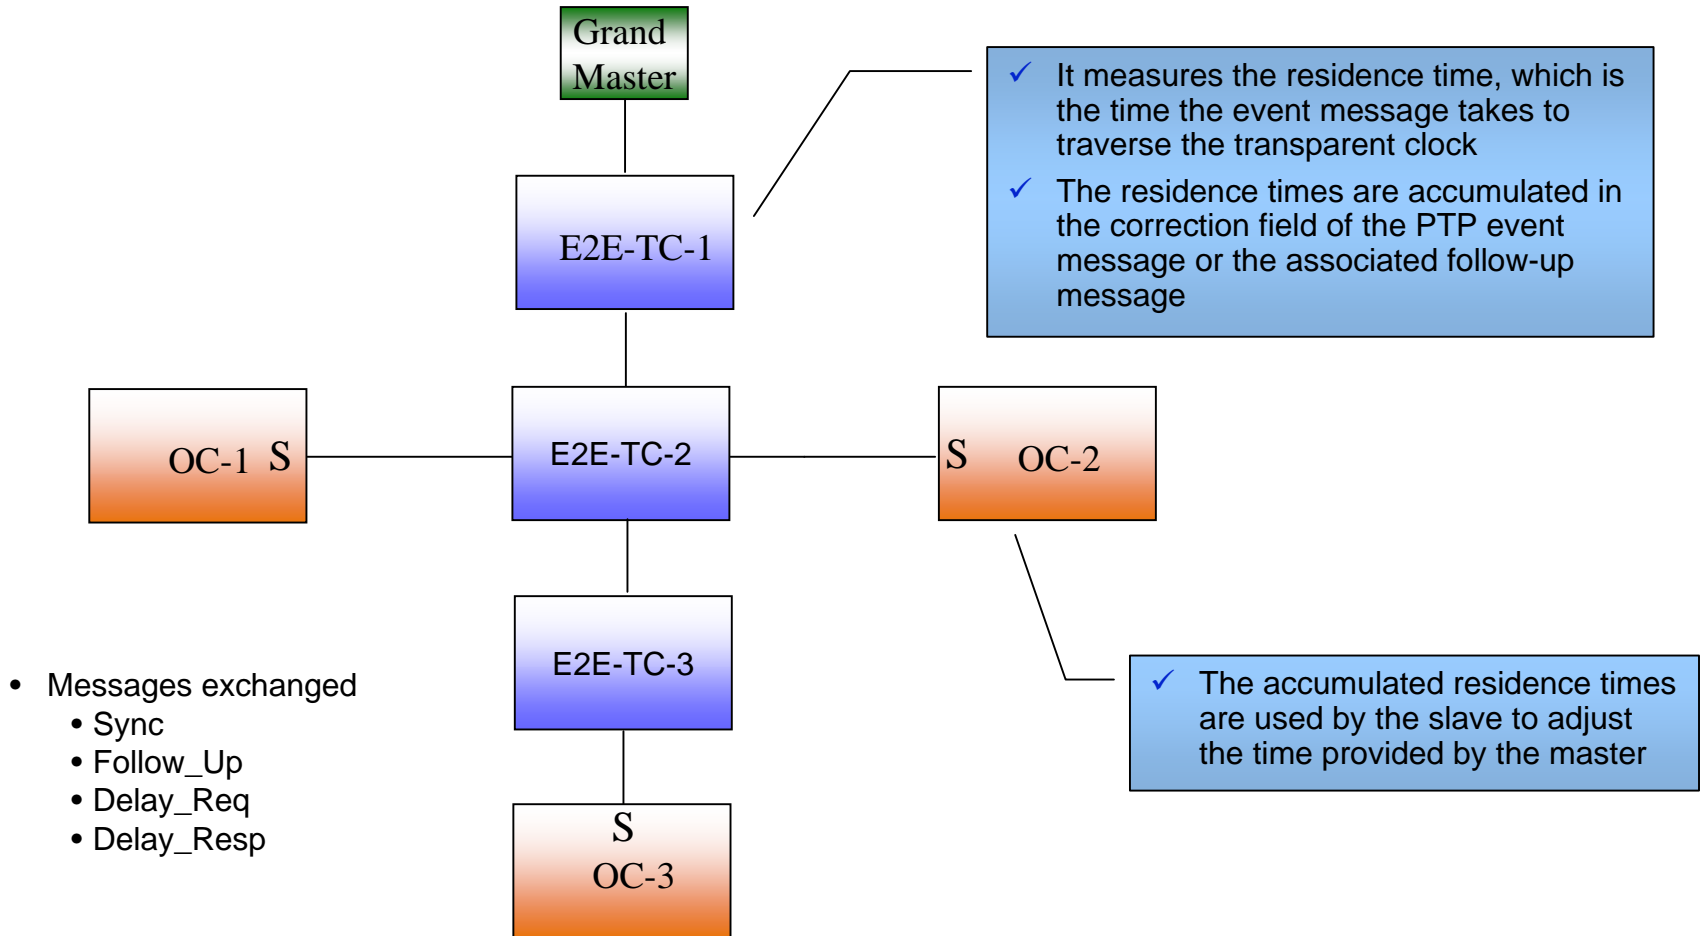 Grand
Master
✓ It measures the residence time, which is
the time the event message takes to
traverse the transparent clock
✓ The residence times are accumulated in
the correction field of the PTP event
message or the associated follow-up
message
E2E-TC-1
OC-1 S
E2E-TC-2
S OC-2
E2E-TC-3
• Messages exchanged
• Sync
• Follow_Up
• Delay_Req
• Delay_Resp
✓ The accumulated residence times
are used by the slave to adjust
the time provided by the master
S
OC-3